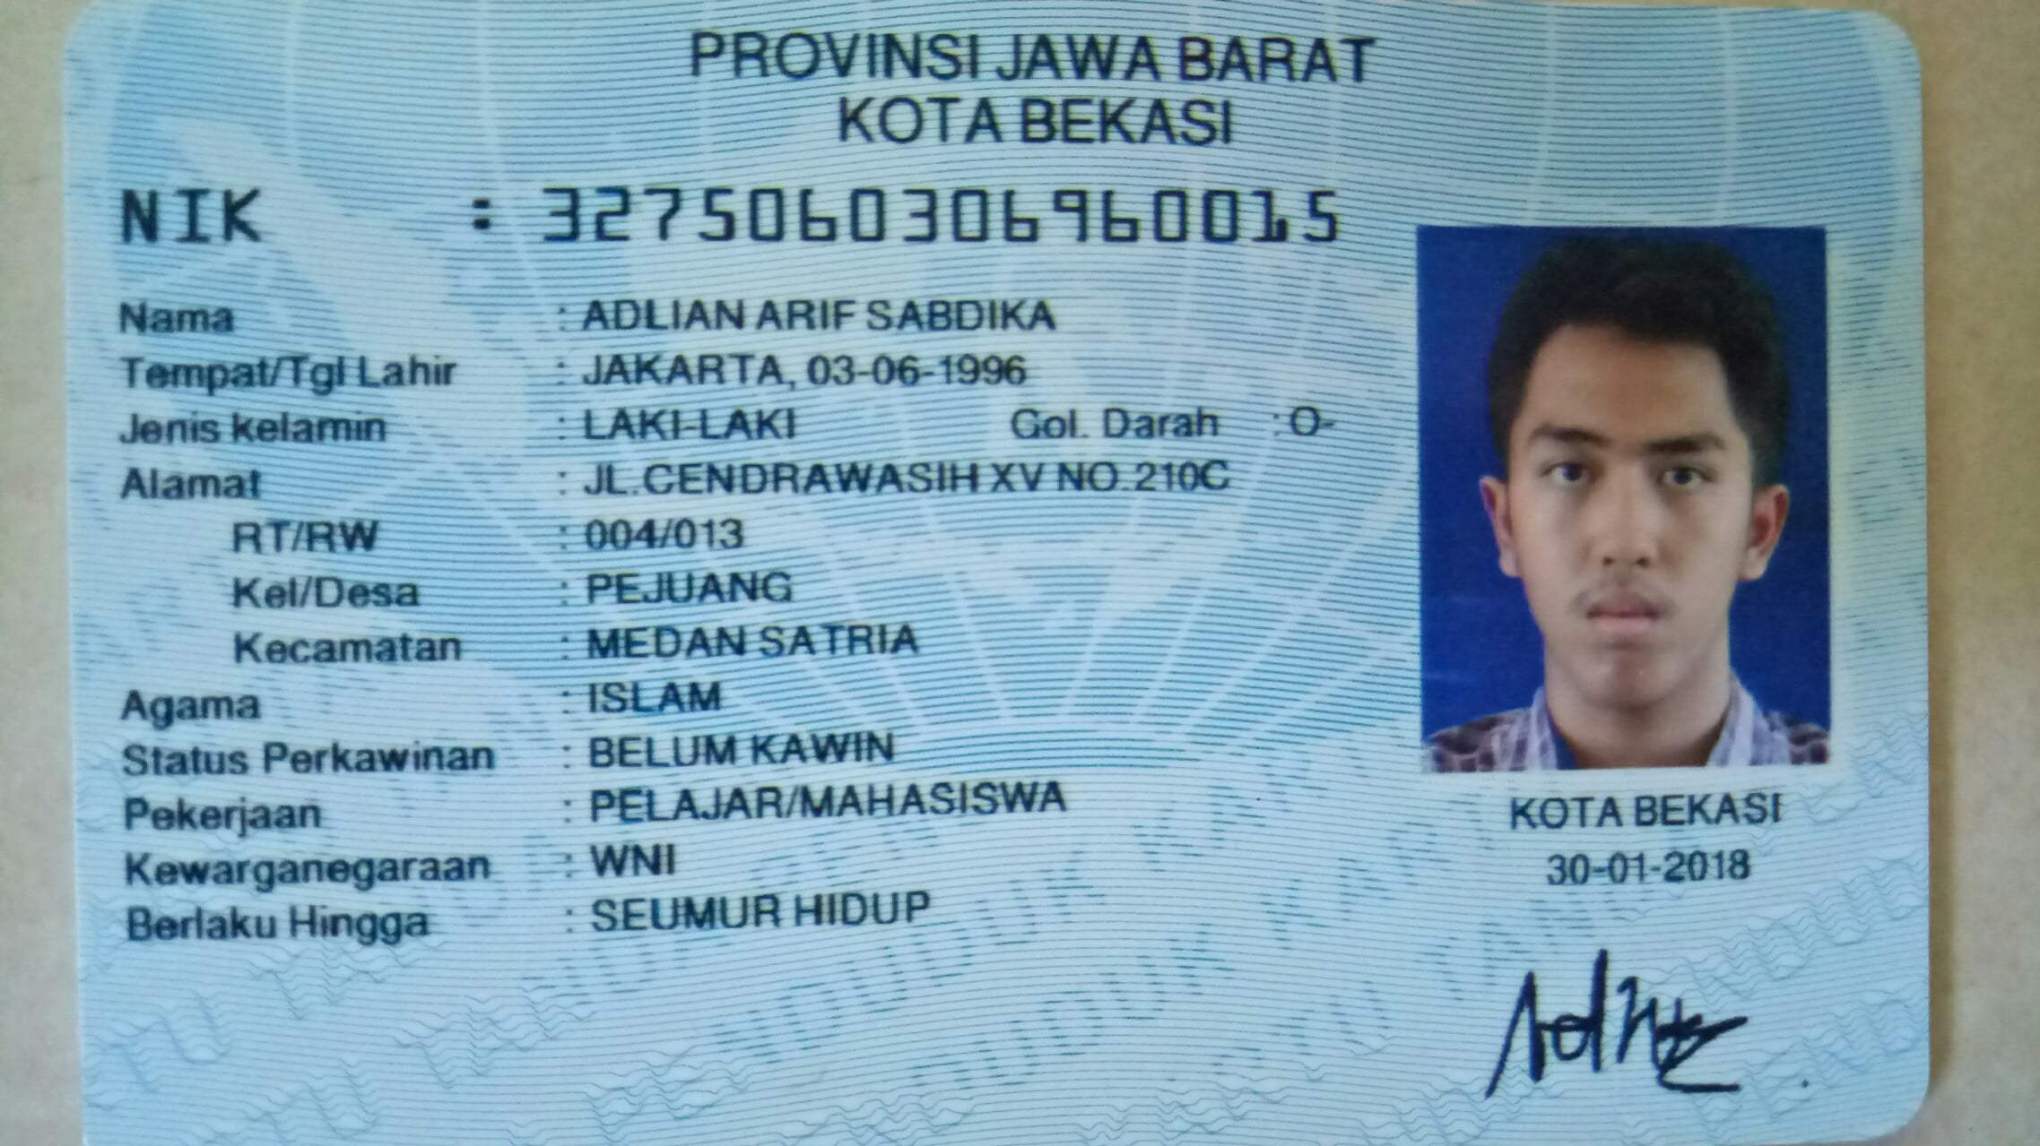 PROVINSI JAWA BARAT
KOTA BEKASI
NIK : 3275060306960015
Nama : ADLIAN ARIF SABDIKA
Tempat/Tgl Lahir : JAKARTA, 03-06-1996
Jenis kelamin : LAKI-LAKI Gol. Darah : O-
Alamat : JL.CENDRAWASIH XV NO.210C
RT/RW : 004/013
Kel/Desa : PEJUANG
Kecamatan : MEDAN SATRIA
Agama : ISLAM
Status Perkawinan : BELUM KAWIN
Pekerjaan : PELAJAR/MAHASISWA
Kewarganegaraan : WNI
Berlaku Hingga : SEUMUR HIDUP
KOTA BEKASI
30-01-2018